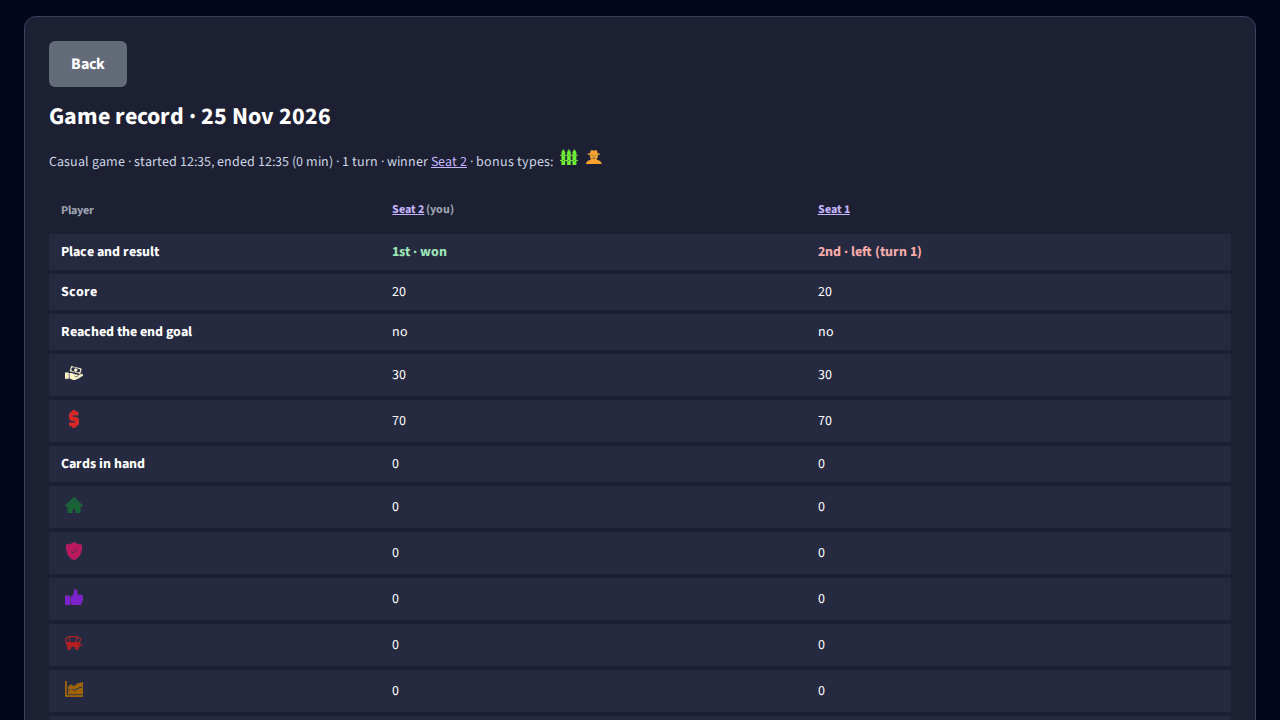 Back
Game record · 25 Nov 2026
Casual game · started 12:35, ended 12:35 (0 min) · 1 turn · winner Seat 2 · bonus types:
Player Seat 2 (you) Seat 1
Place and result 1st · won 2nd · left (turn 1)
Score 20 20
Reached the end goal no no
30 30
70 70
Cards in hand 0 0
0 0
0 0
0 0
0 0
0 0